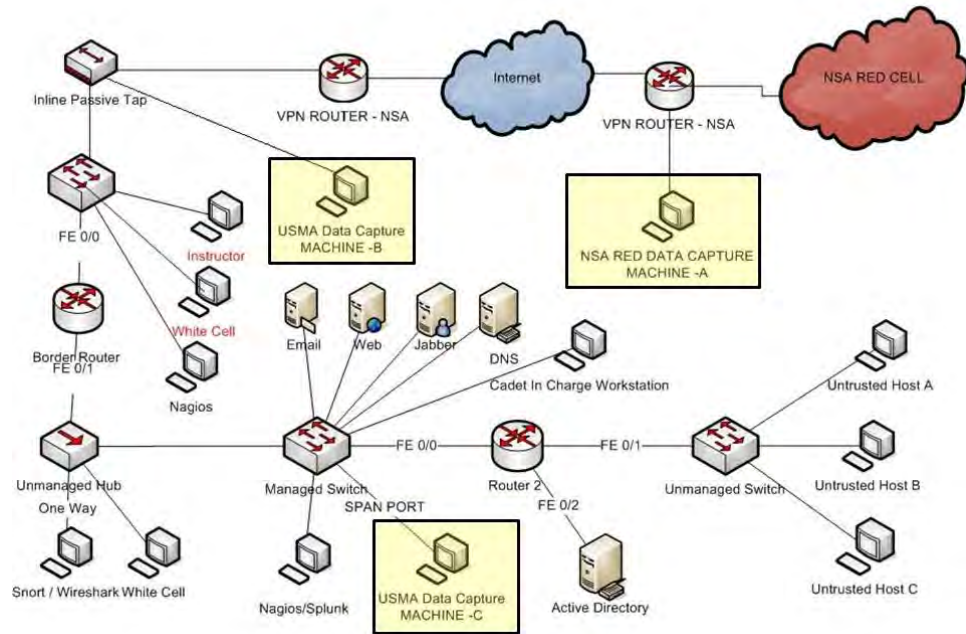 Internet
NSA RED CELL
Inline Passive Tap
VPN ROUTER - NSA
VPN ROUTER - NSA
USMA Data Capture
MACHINE -B
NSA RED DATA CAPTURE
MACHINE -A
FE 0/0
Instructor
White Cell
Border Router
FE 0/1
Nagios
Email
Web
Jabber
DNS
Cadet In Charge Workstation
Untrusted Host A
Unmanaged Hub
One Way
Managed Switch
SPAN PORT
FE 0/0
Router 2
FE 0/1
FE 0/2
Unmanaged Switch
Untrusted Host B
Snort / Wireshark
White Cell
Nagios/Splunk
USMA Data Capture
MACHINE -C
Active Directory
Untrusted Host C